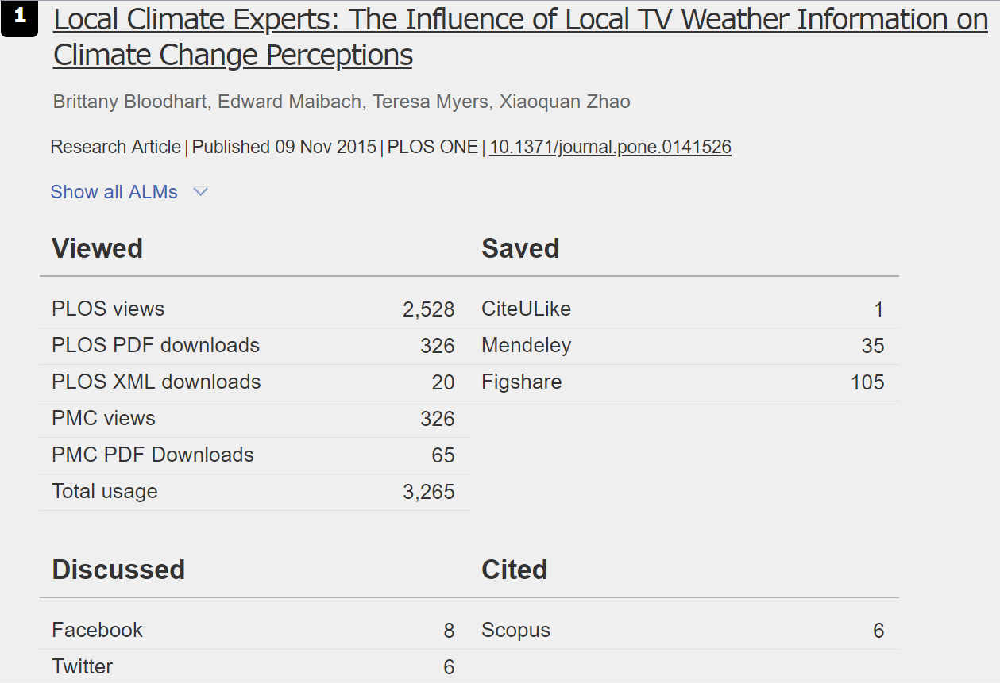 1
Local Climate Experts: The Influence of Local TV Weather Information on
Climate Change Perceptions
Brittany Bloodhart, Edward Maibach, Teresa Myers, Xiaoquan Zhao
Research Article | Published 09 Nov 2015 | PLOS ONE | 10.1371/journal.pone.0141526
Show all ALMs
Viewed
PLOS views 2,528
PLOS PDF downloads 326
PLOS XML downloads 20
PMC views 326
PMC PDF Downloads 65
Total usage 3,265
Saved
CiteULike 1
Mendeley 35
Figshare 105
Discussed
Facebook 8
Twitter 6
Cited
Scopus 6